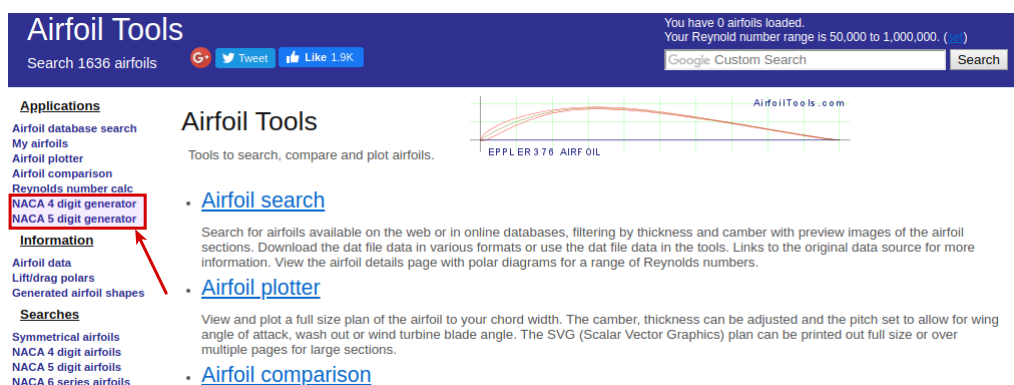 Airfoil Tools
Search 1636 airfoils
G+ Tweet Like 1.9K
You have 0 airfoils loaded.
Your Reynold number range is 50,000 to 1,000,000. (set)
Google Custom Search Search
Applications
Airfoil database search
My airfoils
Airfoil plotter
Airfoil comparison
Reynolds number calc
NACA 4 digit generator
NACA 5 digit generator
Information
Airfoil data
Lift/drag polars
Generated airfoil shapes
Searches
Symmetrical airfoils
NACA 4 digit airfoils
NACA 5 digit airfoils
NACA 6 series airfoils
Airfoil Tools
AirfoilTools.com
EPPLER376 AIRFOIL
Tools to search, compare and plot airfoils.
Airfoil search
Search for airfoils available on the web or in online databases, filtering by thickness and camber with preview images of the airfoil
sections. Download the dat file data in various formats or use the dat file data in the tools. Links to the original data source for more
information. View the airfoil details page with polar diagrams for a range of Reynolds numbers.
Airfoil plotter
View and plot a full size plan of the airfoil to your chord width. The camber, thickness can be adjusted and the pitch set to allow for wing
angle of attack, wash out or wind turbine blade angle. The SVG (Scalar Vector Graphics) plan can be printed out full size or over
multiple pages for large sections.
Airfoil comparison